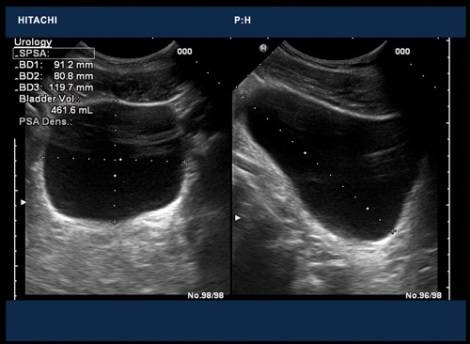 HITACHI P:H
Urology
SPSA:
BD1: 91.2 mm
BD2: 80.8 mm
BD3: 119.7 mm
Bladder Vol.:
461.6 mL
PSA Dens.:
000 000
No.98/98 No.96/98